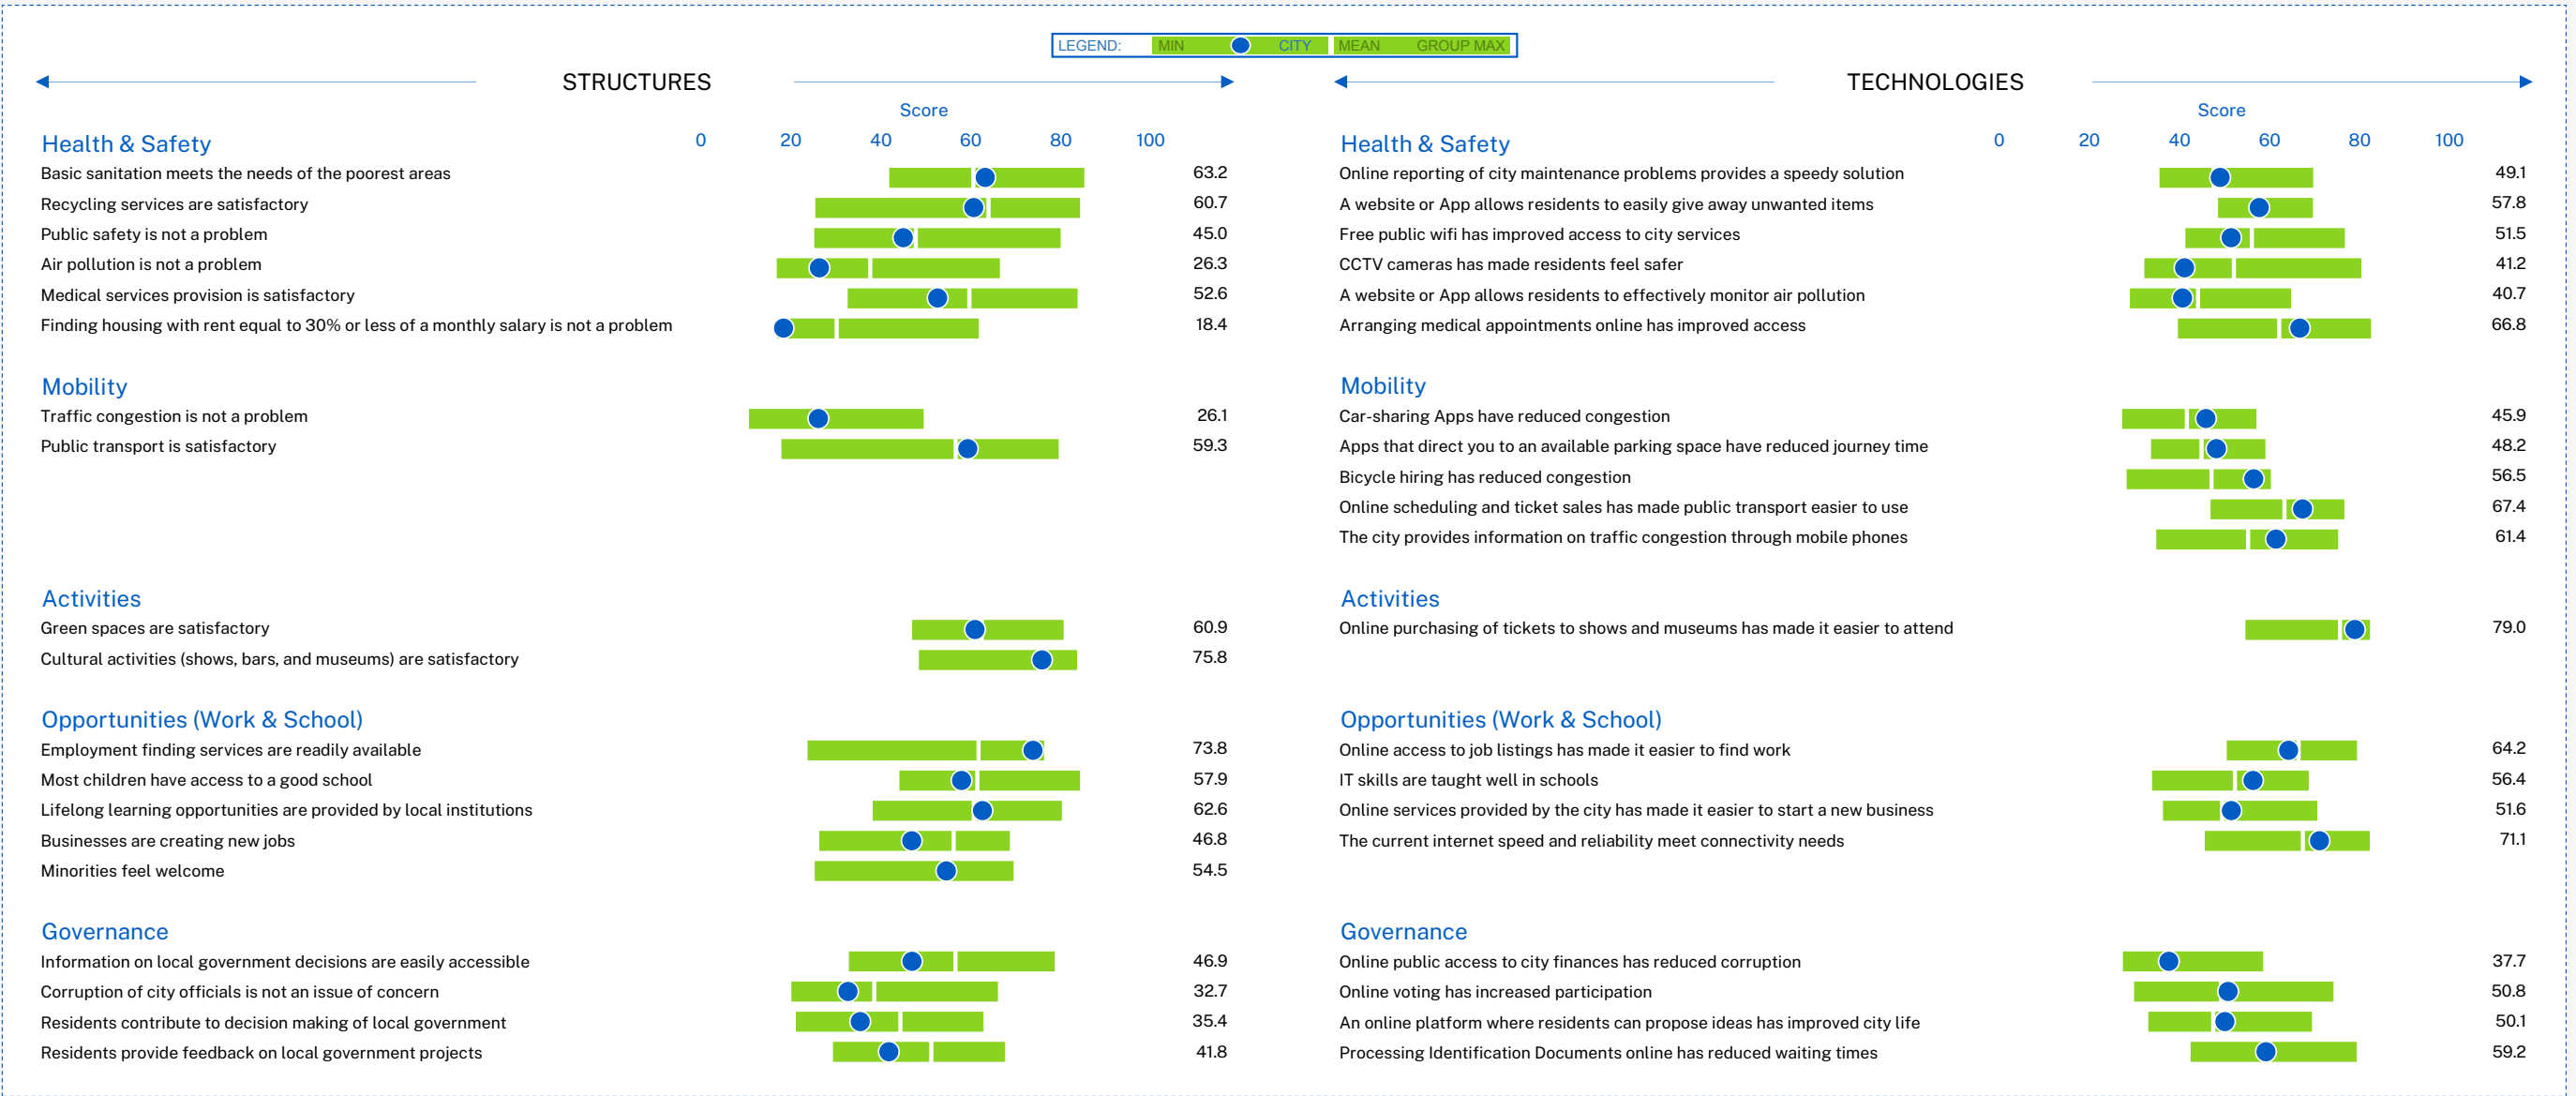 LEGEND: MIN CITY MEAN GROUP MAX
STRUCTURES
Score
Health & Safety 0 20 40 60 80 100
Basic sanitation meets the needs of the poorest areas 63.2
Recycling services are satisfactory 60.7
Public safety is not a problem 45.0
Air pollution is not a problem 26.3
Medical services provision is satisfactory 52.6
Finding housing with rent equal to 30% or less of a monthly salary is not a problem 18.4
Mobility
Traffic congestion is not a problem 26.1
Public transport is satisfactory 59.3
Activities
Green spaces are satisfactory 60.9
Cultural activities (shows, bars, and museums) are satisfactory 75.8
Opportunities (Work & School)
Employment finding services are readily available 73.8
Most children have access to a good school 57.9
Lifelong learning opportunities are provided by local institutions 62.6
Businesses are creating new jobs 46.8
Minorities feel welcome 54.5
Governance
Information on local government decisions are easily accessible 46.9
Corruption of city officials is not an issue of concern 32.7
Residents contribute to decision making of local government 35.4
Residents provide feedback on local government projects 41.8
TECHNOLOGIES
Score
Health & Safety 0 20 40 60 80 100
Online reporting of city maintenance problems provides a speedy solution 49.1
A website or App allows residents to easily give away unwanted items 57.8
Free public wifi has improved access to city services 51.5
CCTV cameras has made residents feel safer 41.2
A website or App allows residents to effectively monitor air pollution 40.7
Arranging medical appointments online has improved access 66.8
Mobility
Car-sharing Apps have reduced congestion 45.9
Apps that direct you to an available parking space have reduced journey time 48.2
Bicycle hiring has reduced congestion 56.5
Online scheduling and ticket sales has made public transport easier to use 67.4
The city provides information on traffic congestion through mobile phones 61.4
Activities
Online purchasing of tickets to shows and museums has made it easier to attend 79.0
Opportunities (Work & School)
Online access to job listings has made it easier to find work 64.2
IT skills are taught well in schools 56.4
Online services provided by the city has made it easier to start a new business 51.6
The current internet speed and reliability meet connectivity needs 71.1
Governance
Online public access to city finances has reduced corruption 37.7
Online voting has increased participation 50.8
An online platform where residents can propose ideas has improved city life 50.1
Processing Identification Documents online has reduced waiting times 59.2